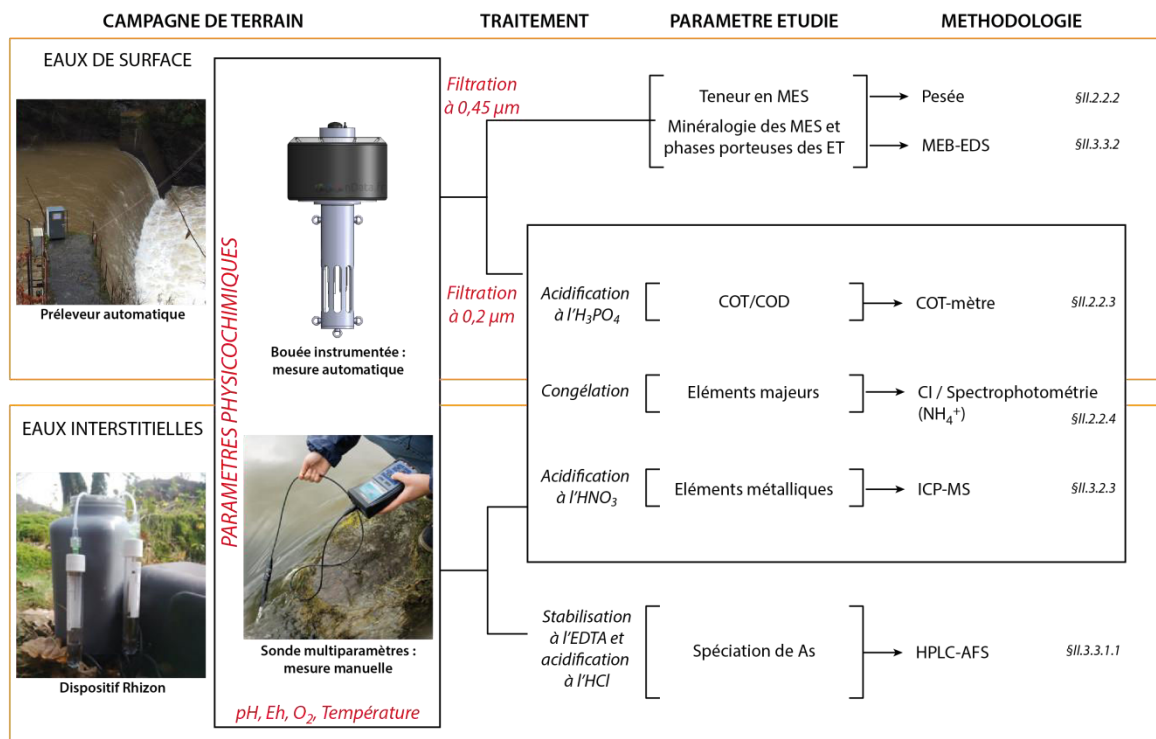 CAMPAGNE DE TERRAIN
TRAITEMENT
PARAMETRE ETUDIE
METHODOLOGIE
EAUX DE SURFACE
Préleveur automatique
EAUX INTERSTITIELLES
Dispositif Rhizon
PARAMETRES PHYSICOCHIMIQUES
Bouée instrumentée :
mesure automatique
Sonde multiparamètres :
mesure manuelle
pH, Eh, O₂, Température
Filtration
à 0,45 µm
Teneur en MES
Pesée
§II.2.2.2
Minéralogie des MES et
phases porteuses des ET
MEB-EDS
§II.3.3.2
Filtration
à 0,2 µm
Acidification
à l'H₃PO₄
COT/COD
COT-mètre
§II.2.2.3
Congélation
Eléments majeurs
CI / Spectrophotométrie
(NH₄⁺)
§II.2.2.4
Acidification
à l'HNO₃
Eléments métalliques
ICP-MS
§II.3.2.3
Stabilisation
à l'EDTA et
acidification
à l'HCl
Spéciation de As
HPLC-AFS
§II.3.3.1.1